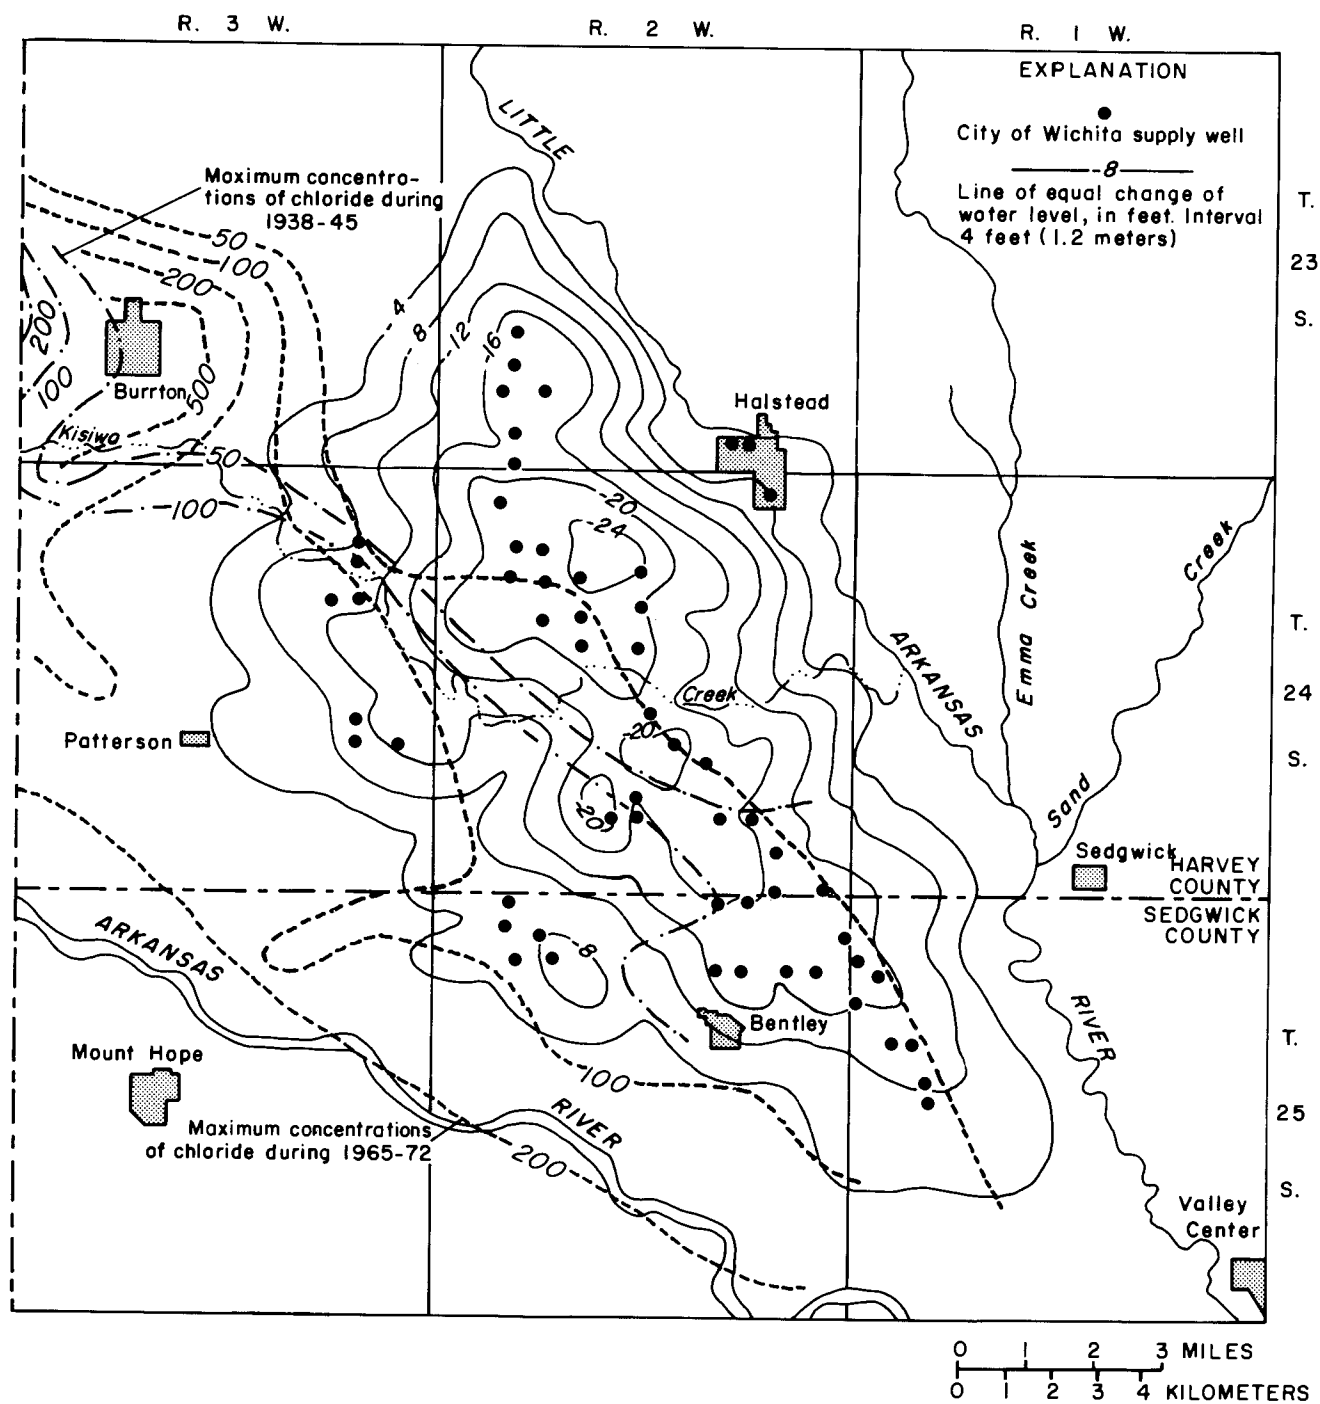 R. 3 W.
R. 2 W.
R. 1 W.
EXPLANATION
City of Wichita supply well
-8-
Line of equal change of
water level, in feet. Interval
4 feet (1.2 meters)
T.
23
S.
LITTLE
Maximum concentra-
tions of chloride during
1938-45
50
100
200
500
200
100
Burrton
Kisiwa
50
100
4
8
12
16
20
24
Halstead
Emma Creek
Creek
Sand
ARKANSAS
T.
24
S.
Creek
20
20
Patterson
Sedgwick
HARVEY
COUNTY
SEDGWICK
COUNTY
ARKANSAS
8
Bentley
RIVER
Mount Hope
100
RIVER
T.
25
S.
Maximum concentrations
of chloride during 1965-72
200
Valley
Center
0 1 2 3 MILES
0 1 2 3 4 KILOMETERS